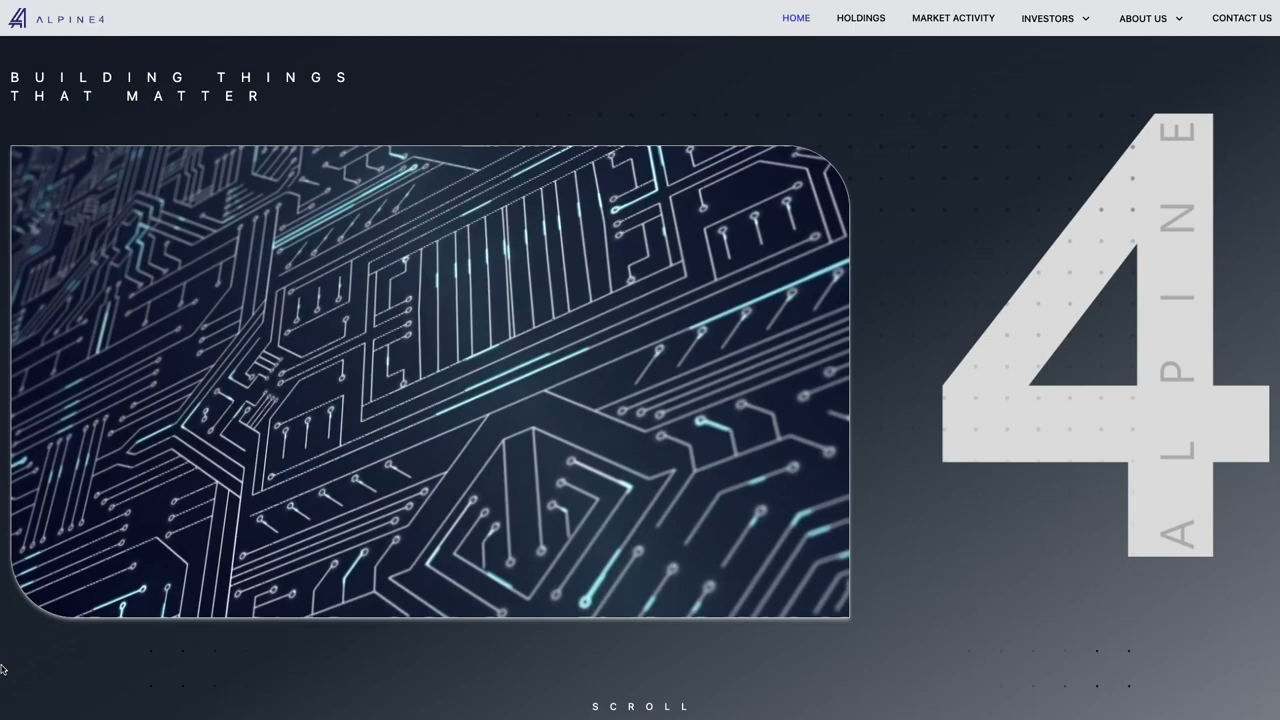 ALPINE4
HOME
HOLDINGS
MARKET ACTIVITY
INVESTORS
ABOUT US
CONTACT US
BUILDING THINGS
THAT MATTER
4
ALPINE
SCROLL